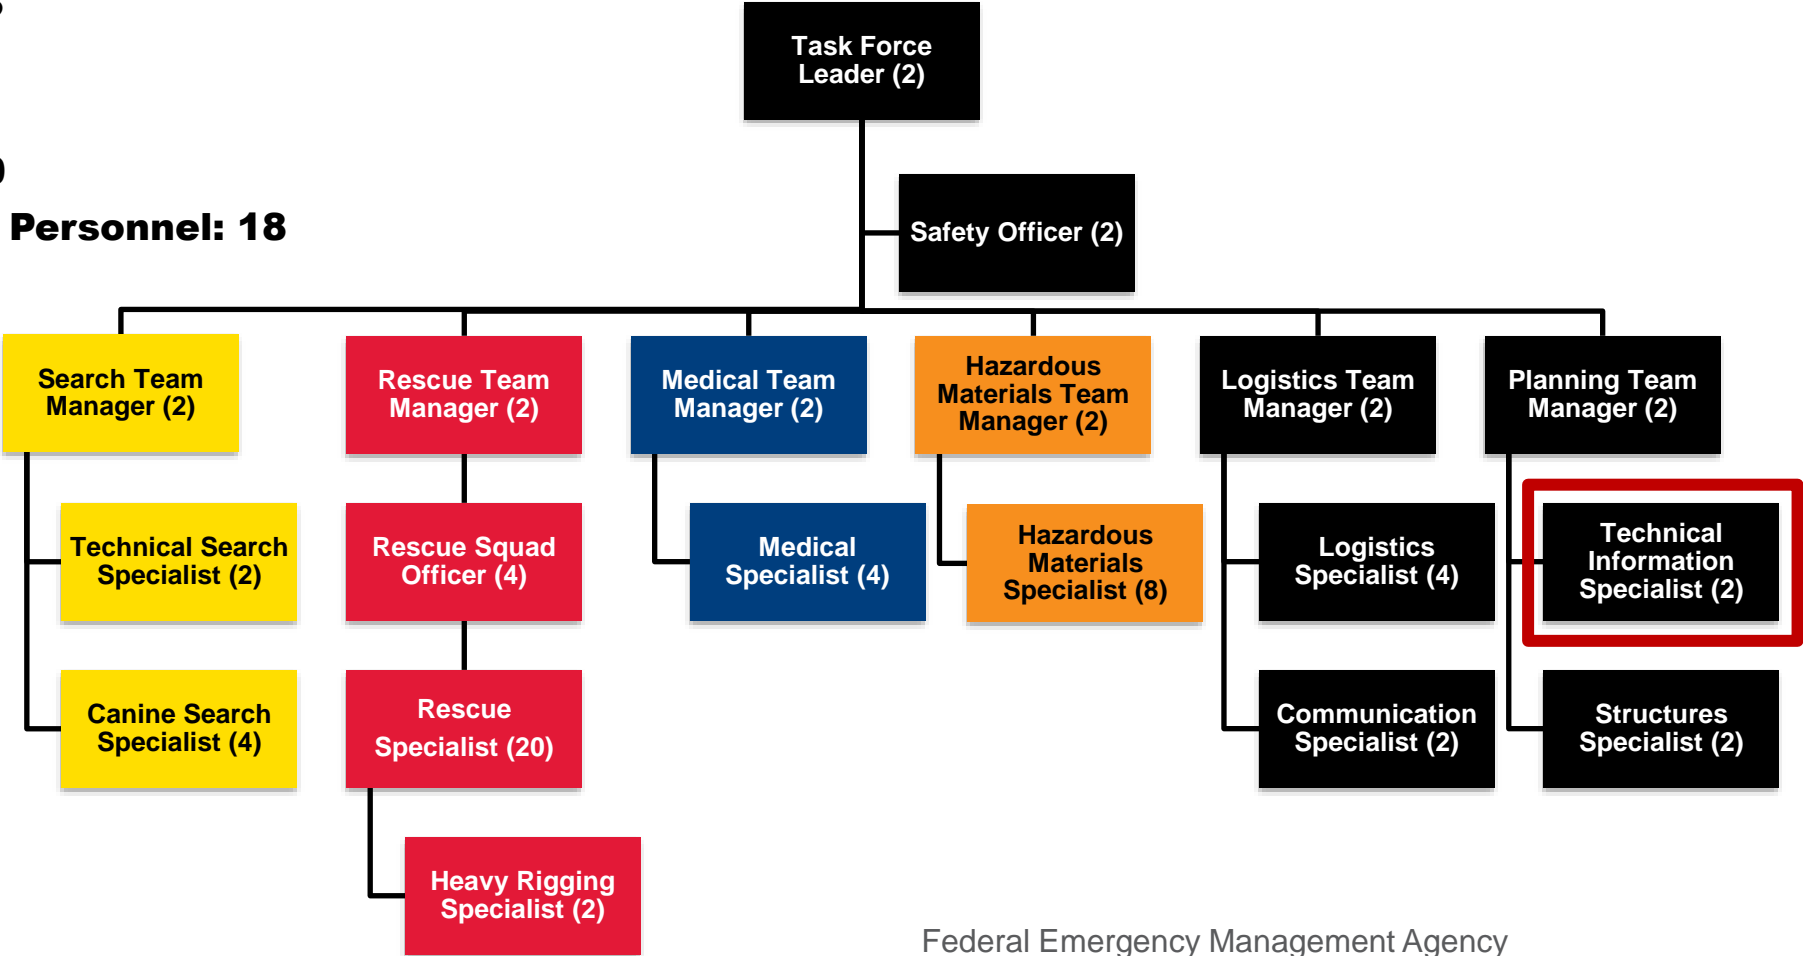 Task Force
Leader (2)
Personnel: 18
Safety Officer (2)
Search Team
Manager (2)
Rescue Team
Manager (2)
Medical Team
Manager (2)
Hazardous
Materials Team
Manager (2)
Logistics Team
Manager (2)
Planning Team
Manager (2)
Technical Search
Specialist (2)
Rescue Squad
Officer (4)
Medical
Specialist (4)
Hazardous
Materials
Specialist (8)
Logistics
Specialist (4)
Technical
Information
Specialist (2)
Canine Search
Specialist (4)
Rescue
Specialist (20)
Communication
Specialist (2)
Structures
Specialist (2)
Heavy Rigging
Specialist (2)
Federal Emergency Management Agency